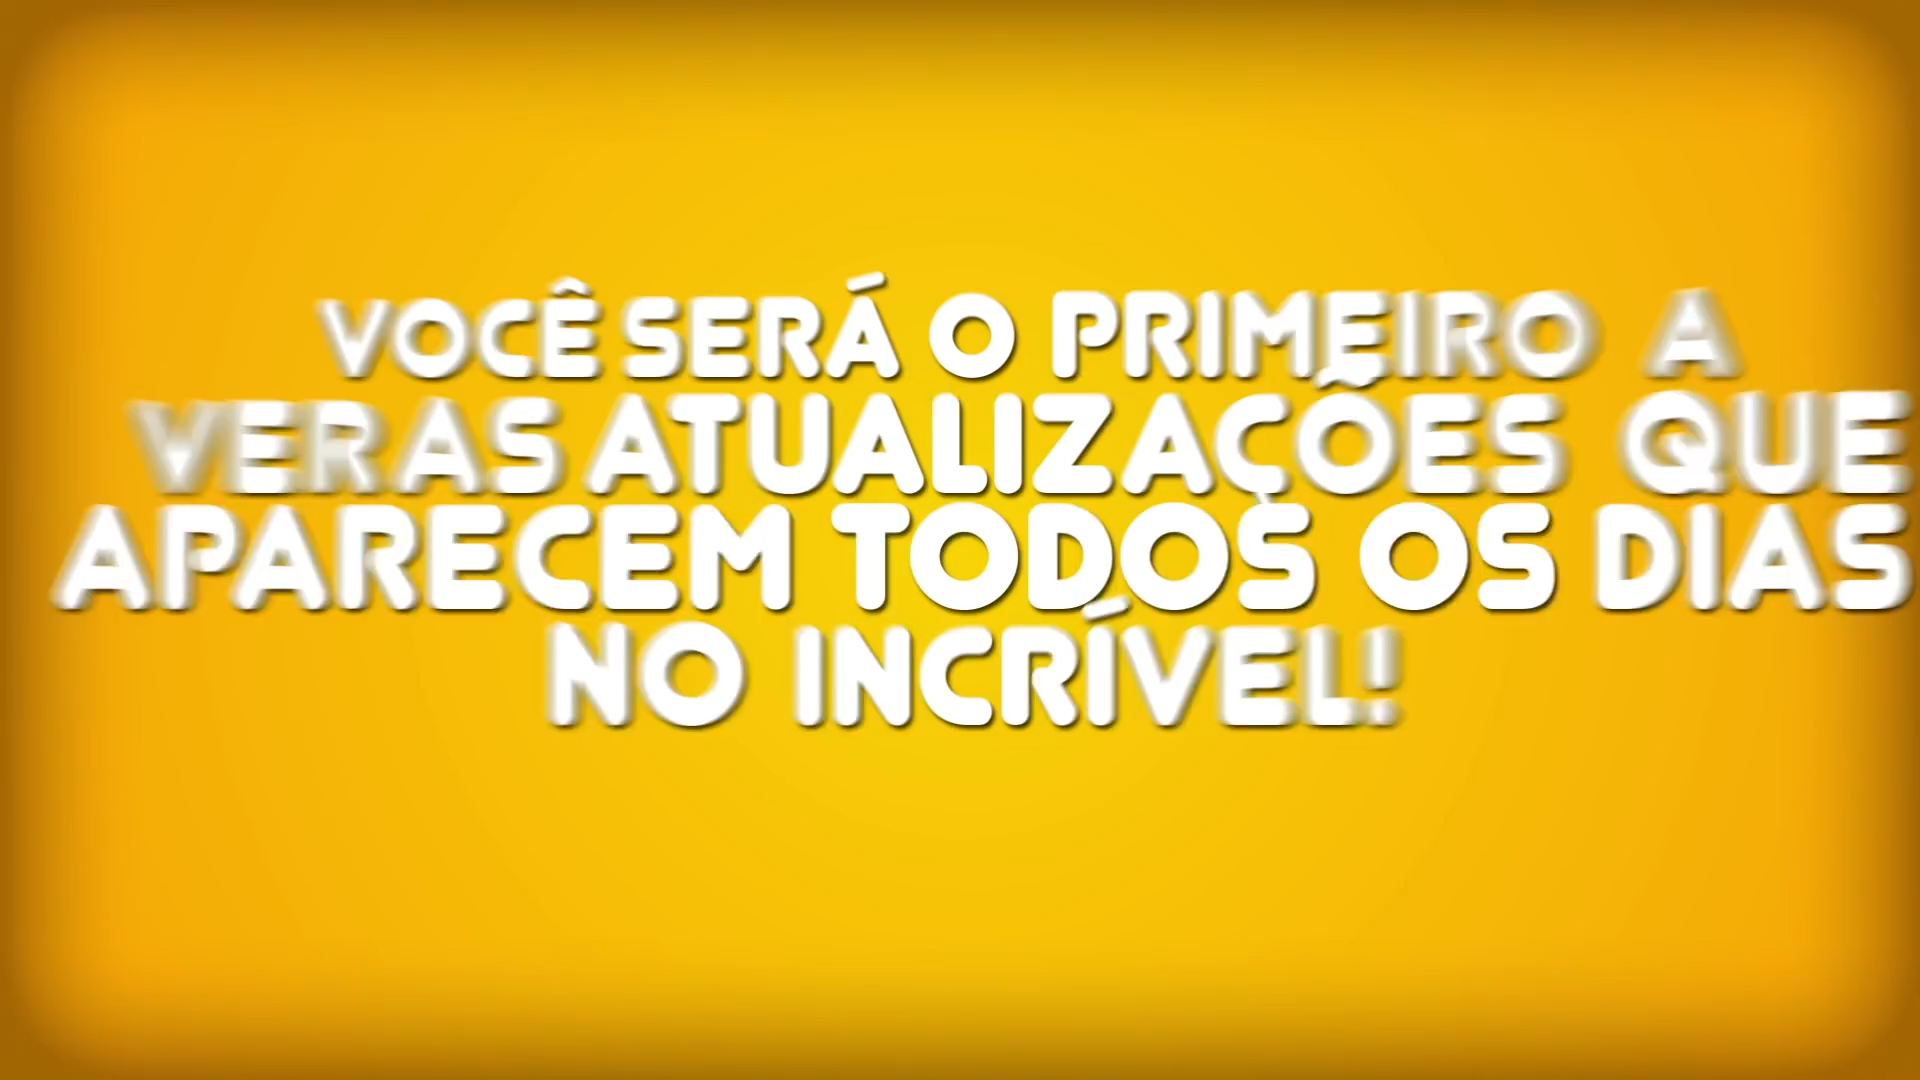 VOCÊ SERÁ O PRIMEIRO A
VER AS ATUALIZAÇÕES QUE
APARECEM TODOS OS DIAS
NO INCRÍVEL!